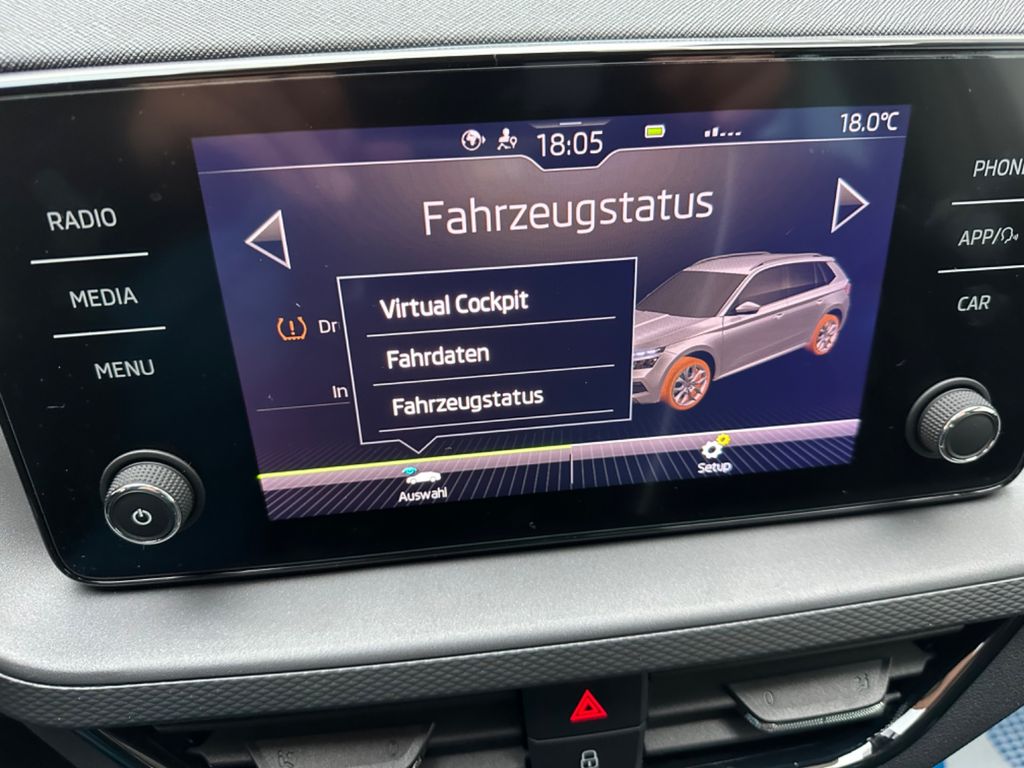 18:05
18.0°C
RADIO
MEDIA
MENU
Fahrzeugstatus
PHONE
APP/
CAR
Virtual Cockpit
Fahrdaten
Fahrzeugstatus
Dr
In
Auswahl
Setup
0